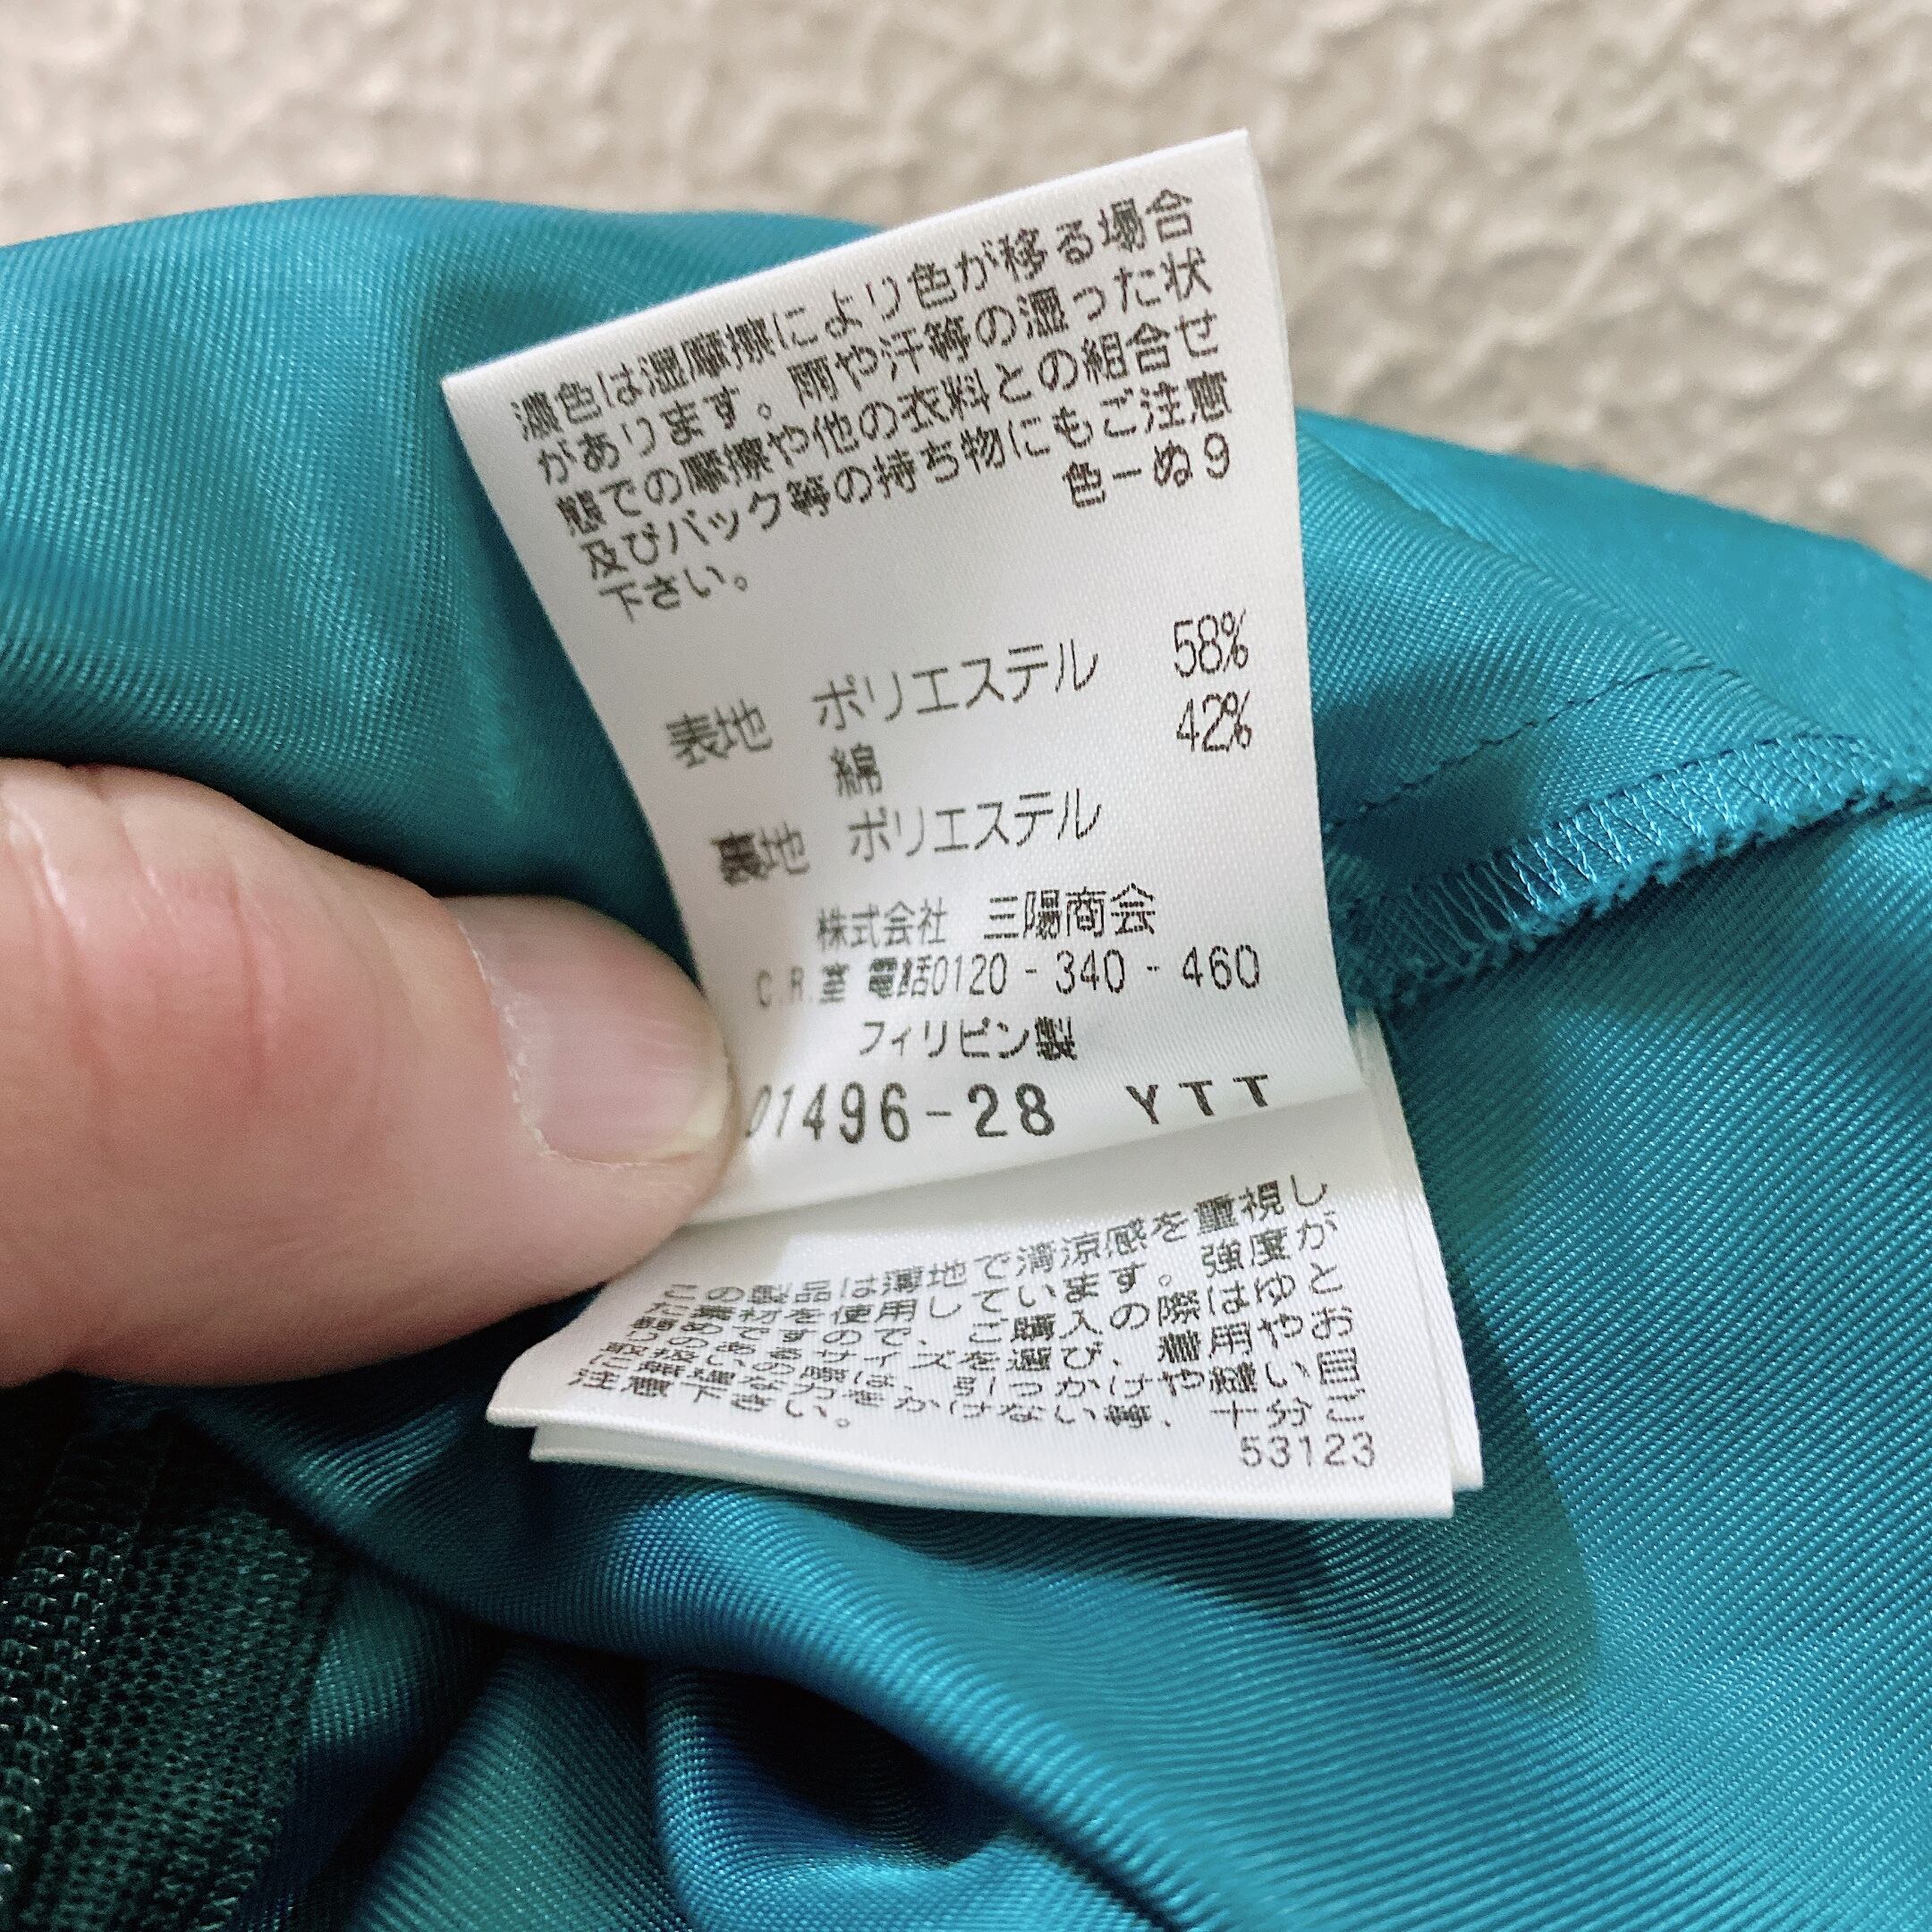 濃色は湿摩擦により色が移る場合
があります。雨や汗等の湿った状
態での摩擦や他の衣料との組合せ
及びバック等の持ち物にもご注意
下さい。
色ーぬ9
表地 ポリエステル 58%
綿 42%
裏地 ポリエステル
株式会社 三陽商会
C.R.室 電話0120-340-460
フィリピン製
01496-28 YTT
この製品は薄地で清涼感を重視し
た素材を使用しています。強度が
弱めですので、ご購入の際はゆと
りのあるサイズを選び、着用やお
取扱いの際は、引っかけや縫い目
に無理な力をかけない等、十分ご
注意下さい。
53123